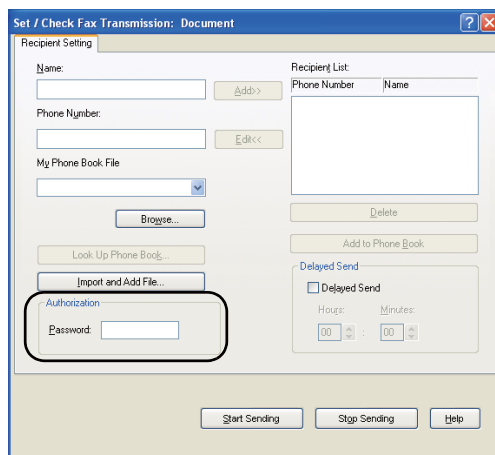 Set / Check Fax Transmission: Document
Recipient Setting
Name:
Add>>
Phone Number:
Edit<<
My Phone Book File
Browse...
Look Up Phone Book...
Import and Add File...
Authorization
Password:
Recipient List:
Phone Number Name
Delete
Add to Phone Book
Delayed Send
Delayed Send
Hours: Minutes:
00 : 00
Start Sending Stop Sending Help